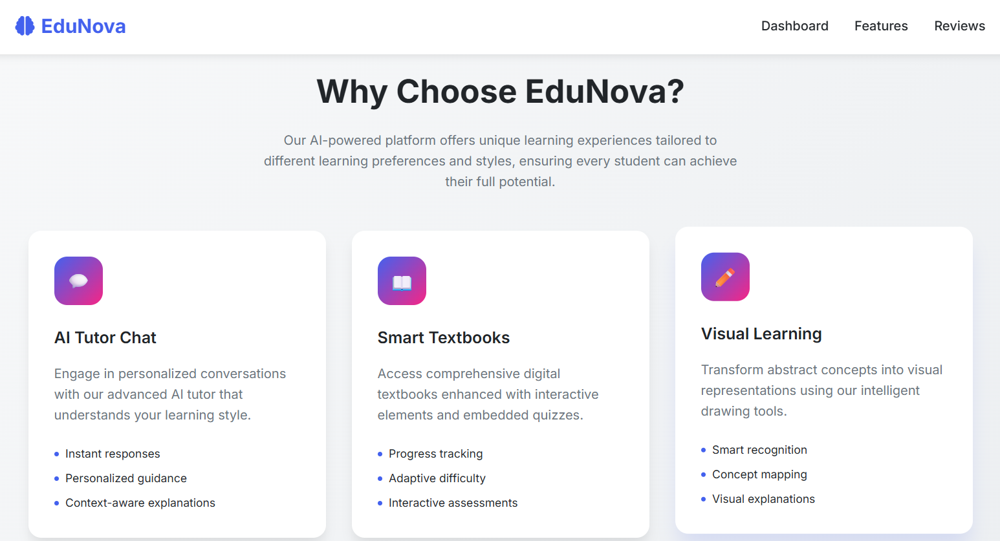 EduNova
Dashboard
Features
Reviews
Why Choose EduNova?
Our AI-powered platform offers unique learning experiences tailored to
different learning preferences and styles, ensuring every student can achieve
their full potential.
AI Tutor Chat
Engage in personalized conversations
with our advanced AI tutor that
understands your learning style.
Instant responses
Personalized guidance
Context-aware explanations
Smart Textbooks
Access comprehensive digital
textbooks enhanced with interactive
elements and embedded quizzes.
Progress tracking
Adaptive difficulty
Interactive assessments
Visual Learning
Transform abstract concepts into visual
representations using our intelligent
drawing tools.
Smart recognition
Concept mapping
Visual explanations